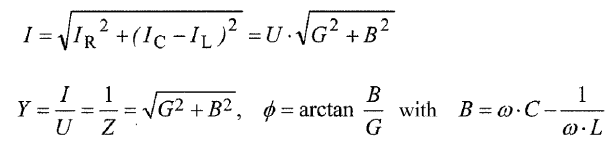 I = √(I_R² + (I_C − I_L)²) = U · √(G² + B²)
Y = I/U = 1/Z = √(G² + B²), ϕ = arctan B/G with B = ω · C − 1/(ω · L)